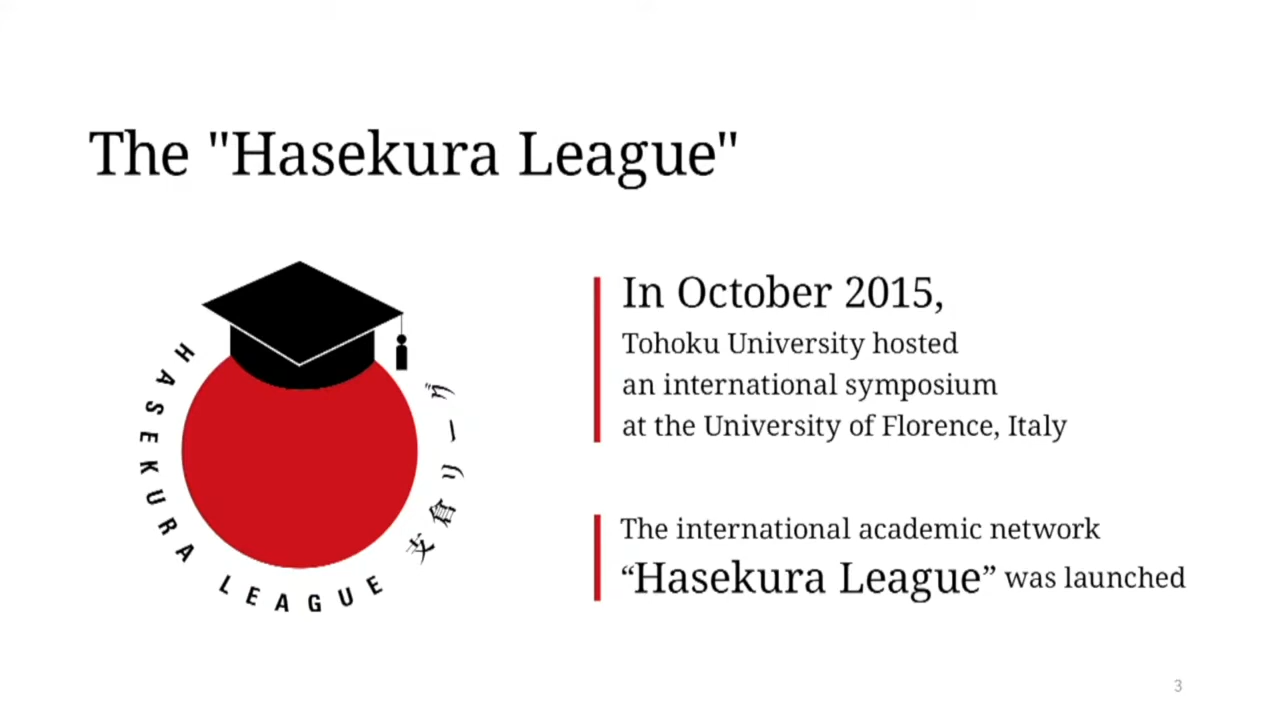 The "Hasekura League"
HASEKURA LEAGUE
支倉リーグ
In October 2015,
Tohoku University hosted
an international symposium
at the University of Florence, Italy
The international academic network
“Hasekura League” was launched
3